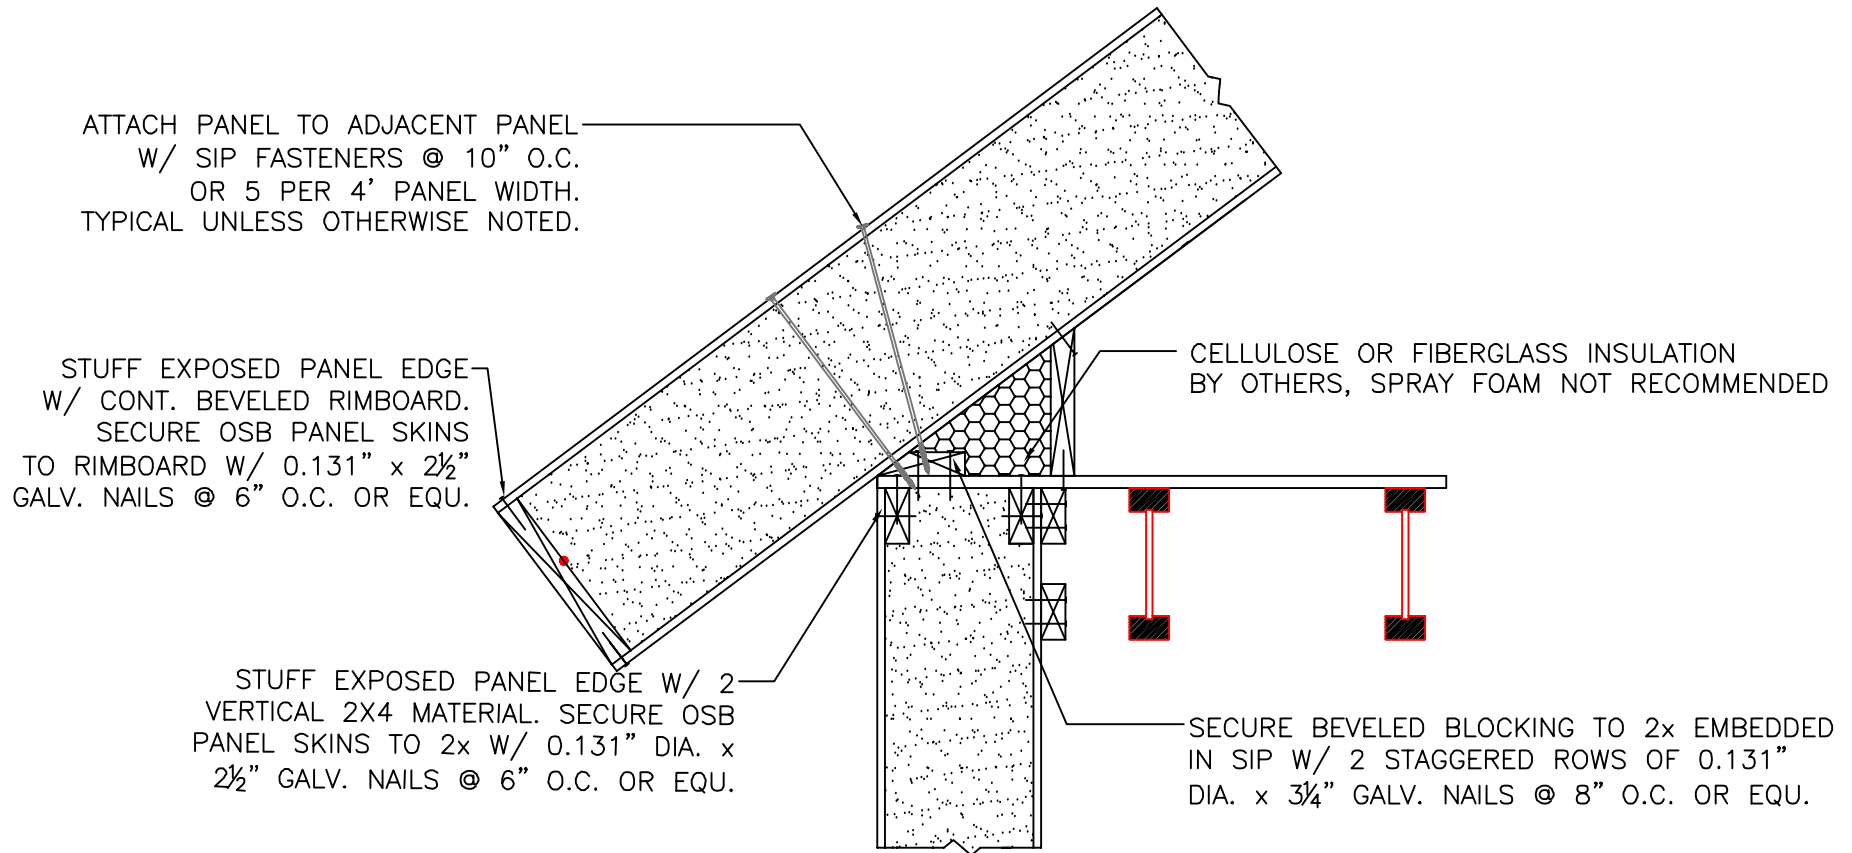 ATTACH PANEL TO ADJACENT PANEL
W/ SIP FASTENERS @ 10" O.C.
OR 5 PER 4' PANEL WIDTH.
TYPICAL UNLESS OTHERWISE NOTED.
STUFF EXPOSED PANEL EDGE
W/ CONT. BEVELED RIMBOARD.
SECURE OSB PANEL SKINS
TO RIMBOARD W/ 0.131" x 2½"
GALV. NAILS @ 6" O.C. OR EQU.
CELLULOSE OR FIBERGLASS INSULATION
BY OTHERS, SPRAY FOAM NOT RECOMMENDED
STUFF EXPOSED PANEL EDGE W/ 2
VERTICAL 2X4 MATERIAL. SECURE OSB
PANEL SKINS TO 2x W/ 0.131" DIA. x
2½" GALV. NAILS @ 6" O.C. OR EQU.
SECURE BEVELED BLOCKING TO 2x EMBEDDED
IN SIP W/ 2 STAGGERED ROWS OF 0.131"
DIA. x 3¼" GALV. NAILS @ 8" O.C. OR EQU.